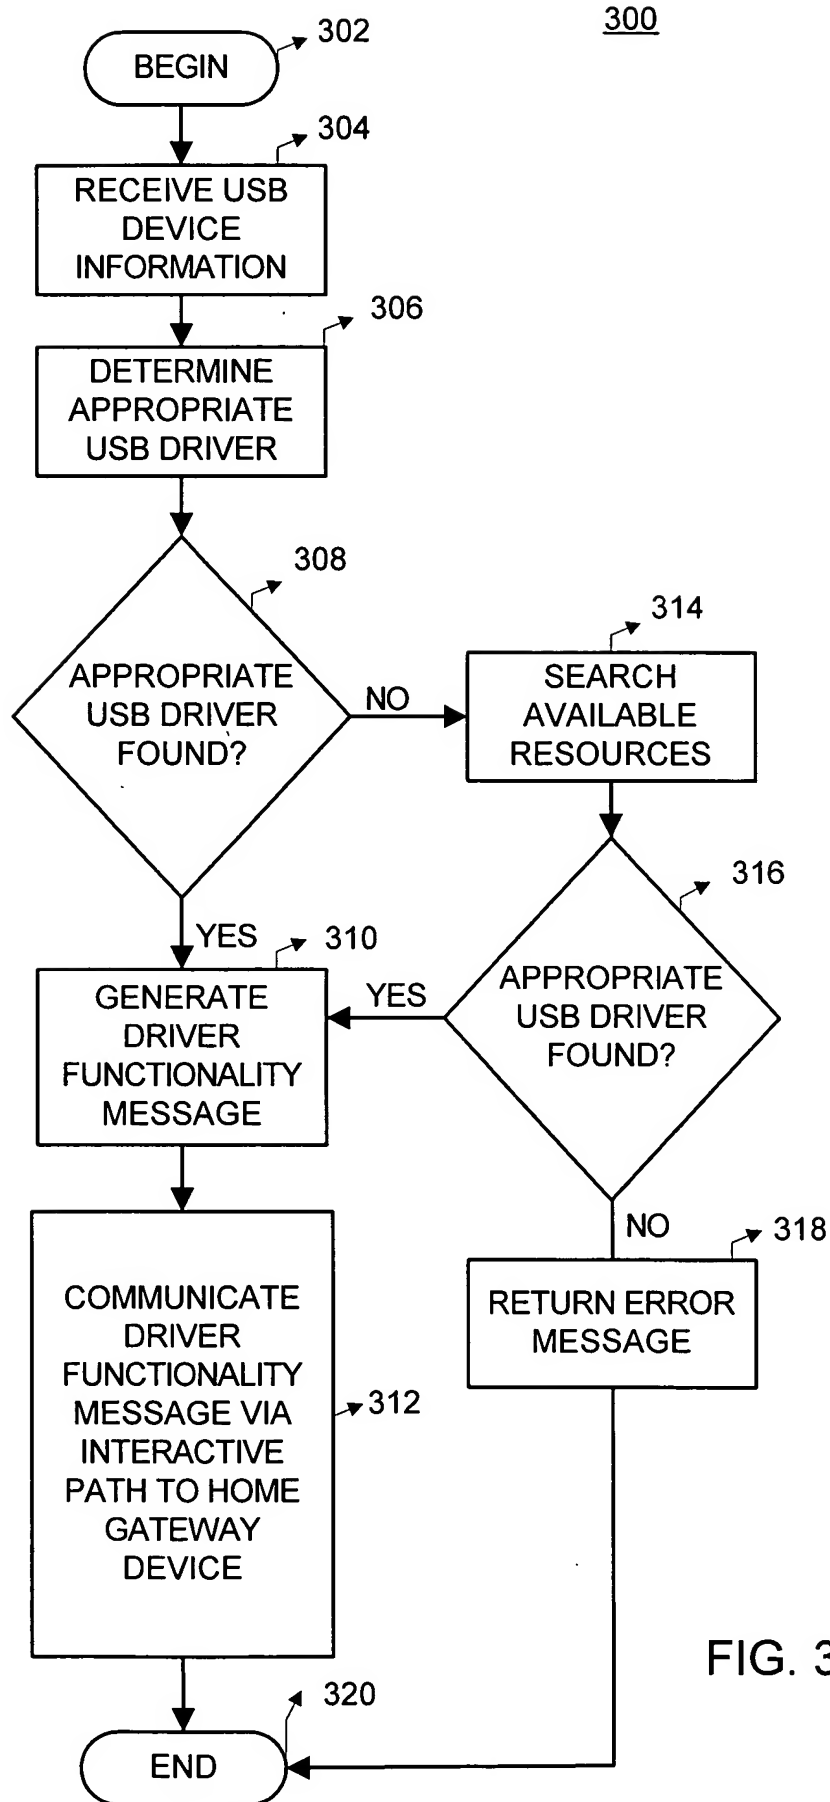 300
302
BEGIN
304
RECEIVE USB
DEVICE
INFORMATION
306
DETERMINE
APPROPRIATE
USB DRIVER
308
APPROPRIATE
USB DRIVER
FOUND?
NO
314
SEARCH
AVAILABLE
RESOURCES
316
APPROPRIATE
USB DRIVER
FOUND?
YES
YES
310
GENERATE
DRIVER
FUNCTIONALITY
MESSAGE
NO
318
RETURN ERROR
MESSAGE
COMMUNICATE
DRIVER
FUNCTIONALITY
MESSAGE VIA
INTERACTIVE
PATH TO HOME
GATEWAY
DEVICE
312
FIG. 3
320
END